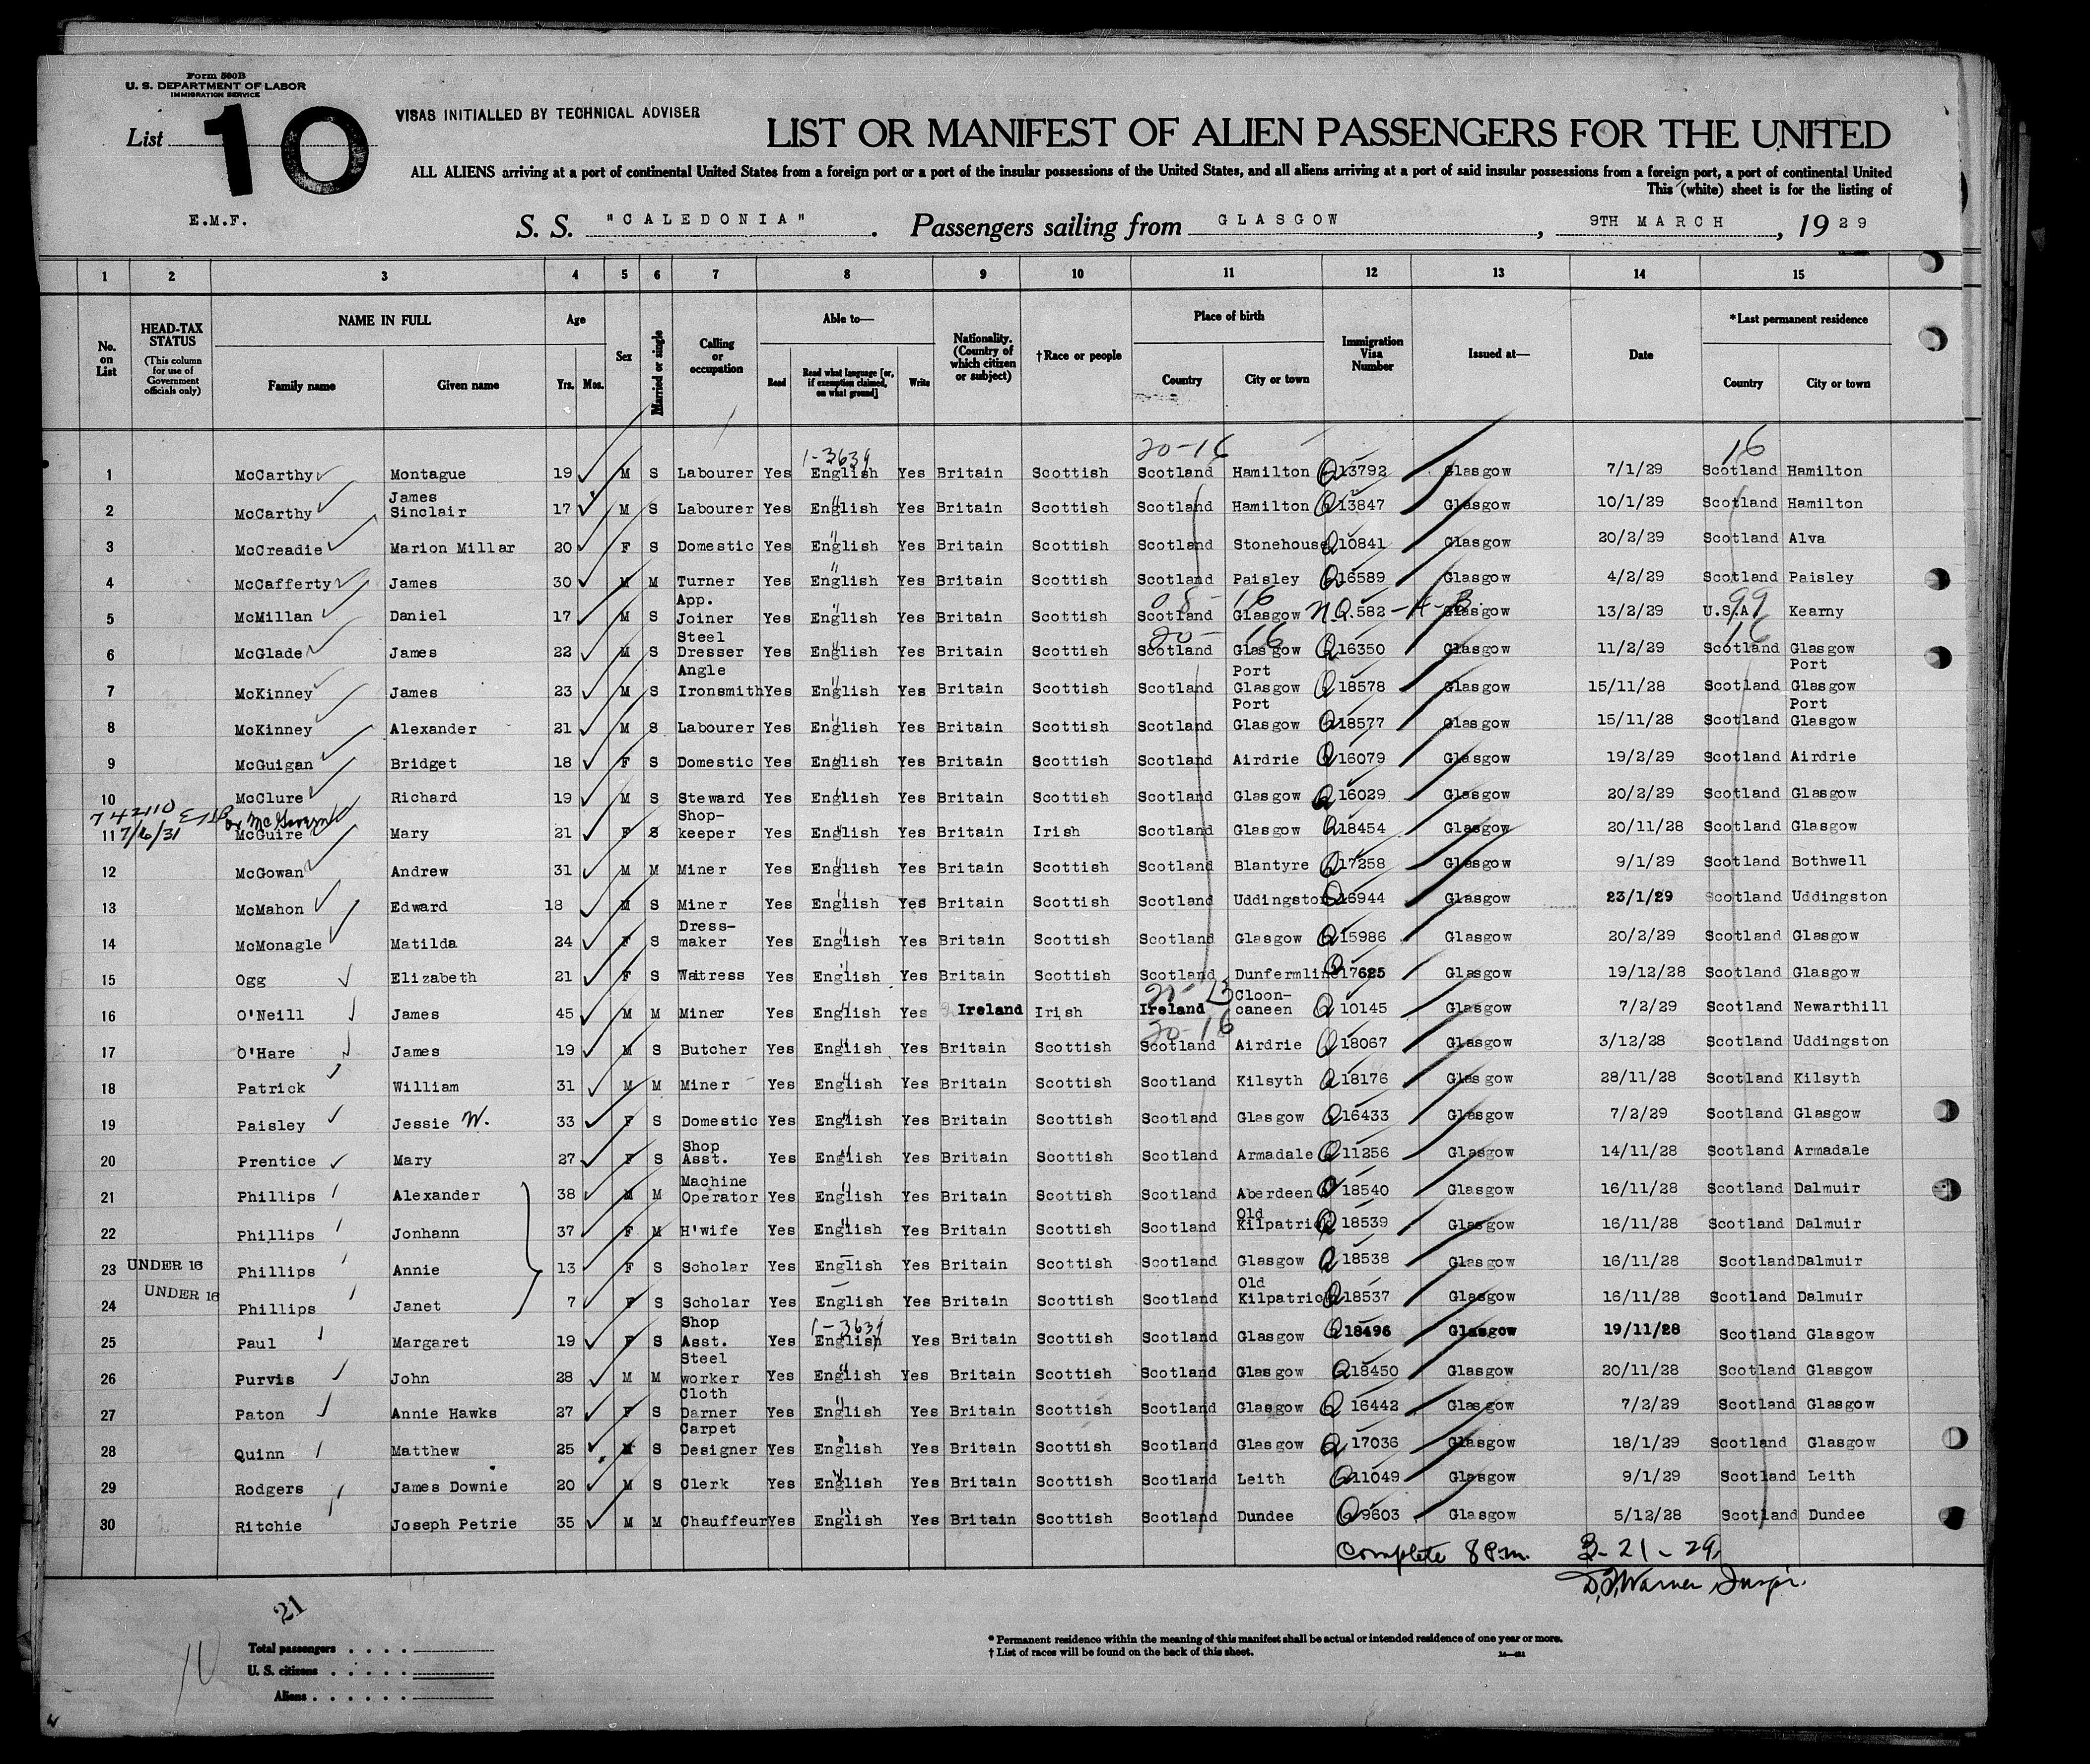 Form 500B
U. S. DEPARTMENT OF LABOR
IMMIGRATION SERVICE
List 10
VISAS INITIALLED BY TECHNICAL ADVISER
LIST OR MANIFEST OF ALIEN PASSENGERS FOR THE UNITED
ALL ALIENS arriving at a port of continental United States from a foreign port or a port of the insular possessions of the United States, and all aliens arriving at a port of said insular possessions from a foreign port, a port of continental United
This (white) sheet is for the listing of
E.M.F.
S. S. "CALEDONIA". Passengers sailing from GLASGOW, 9TH MARCH, 1929
1 2 3 4 5 6 7 8 9 10 11 12 13 14 15
No. on List
HEAD-TAX STATUS
(This column for use of Government officials only)
NAME IN FULL
Family name Given name
Age
Yrs. Mos.
Sex
Married or single
Calling or occupation
Able to—
Read Read what language [or, if exemption claimed, on what ground] Write
Nationality. (Country of which citizen or subject)
†Race or people
Place of birth
Country City or town
Immigration Visa Number
Issued at—
Date
*Last permanent residence
Country City or town
1-3639 20-16 16
1 McCarthy Montague 19 M S Labourer Yes English Yes Britain Scottish Scotland Hamilton Q13792 Glasgow 7/1/29 Scotland Hamilton
2 McCarthy James Sinclair 17 M S Labourer Yes English Yes Britain Scottish Scotland Hamilton Q13847 Glasgow 10/1/29 Scotland Hamilton
3 McCreadie Marion Millar 20 F S Domestic Yes English Yes Britain Scottish Scotland Stonehouse Q10841 Glasgow 20/2/29 Scotland Alva
4 McCafferty James 30 M M Turner Yes English Yes Britain Scottish Scotland Paisley Q16589 Glasgow 4/2/29 Scotland Paisley
08- 16 99
5 McMillan Daniel 17 M S App. Joiner Yes English Yes Britain Scottish Scotland Glasgow N.Q.582-4-B Glasgow 13/2/29 U.S.A Kearny
20- 16 16
6 McGlade James 22 M S Steel Dresser Yes English Yes Britain Scottish Scotland Glasgow Q16350 Glasgow 11/2/29 Scotland Glasgow
7 McKinney James 23 M S Angle Ironsmith Yes English Yes Britain Scottish Scotland Port Glasgow Q18578 Glasgow 15/11/28 Scotland Port Glasgow
8 McKinney Alexander 21 M S Labourer Yes English Yes Britain Scottish Scotland Port Glasgow Q18577 Glasgow 15/11/28 Scotland Port Glasgow
9 McGuigan Bridget 18 F S Domestic Yes English Yes Britain Scottish Scotland Airdrie Q16079 Glasgow 19/2/29 Scotland Airdrie
10 McClure Richard 19 M S Steward Yes English Yes Britain Scottish Scotland Glasgow Q16029 Glasgow 20/2/29 Scotland Glasgow
742110 7/6/31 or McGovern
11 McGuire Mary 21 F S Shop-keeper Yes English Yes Britain Irish Scotland Glasgow Q18454 Glasgow 20/11/28 Scotland Glasgow
12 McGowan Andrew 31 M M Miner Yes English Yes Britain Scottish Scotland Blantyre Q17258 Glasgow 9/1/29 Scotland Bothwell
13 McMahon Edward 18 M S Miner Yes English Yes Britain Scottish Scotland Uddingston Q16944 Glasgow 23/1/29 Scotland Uddingston
14 McMonagle Matilda 24 F S Dress-maker Yes English Yes Britain Scottish Scotland Glasgow Q15986 Glasgow 20/2/29 Scotland Glasgow
15 Ogg Elizabeth 21 F S Waitress Yes English Yes Britain Scottish Scotland Dunfermline Q17625 Glasgow 19/12/28 Scotland Glasgow
16 O'Neill James 45 M M Miner Yes English Yes Ireland Irish Ireland Clooncaneen Q10145 Glasgow 7/2/29 Scotland Newarthill
20-16
17 O'Hare James 19 M S Butcher Yes English Yes Britain Scottish Scotland Airdrie Q18067 Glasgow 3/12/28 Scotland Uddingston
18 Patrick William 31 M M Miner Yes English Yes Britain Scottish Scotland Kilsyth Q18176 Glasgow 28/11/28 Scotland Kilsyth
19 Paisley Jessie W. 33 F S Domestic Yes English Yes Britain Scottish Scotland Glasgow Q16433 Glasgow 7/2/29 Scotland Glasgow
20 Prentice Mary 27 F S Shop Asst. Yes English Yes Britain Scottish Scotland Armadale Q11256 Glasgow 14/11/28 Scotland Armadale
21 Phillips Alexander 38 M M Machine Operator Yes English Yes Britain Scottish Scotland Aberdeen Q18540 Glasgow 16/11/28 Scotland Dalmuir
22 Phillips Jonhann 37 F M H'wife Yes English Yes Britain Scottish Scotland Old Kilpatrick Q18539 Glasgow 16/11/28 Scotland Dalmuir
23 UNDER 16 Phillips Annie 13 F S Scholar Yes English Yes Britain Scottish Scotland Glasgow Q18538 Glasgow 16/11/28 Scotland Dalmuir
24 UNDER 16 Phillips Janet 7 F S Scholar Yes English Yes Britain Scottish Scotland Old Kilpatrick Q18537 Glasgow 16/11/28 Scotland Dalmuir
1-3639
25 Paul Margaret 19 F S Shop Asst. Yes English Yes Britain Scottish Scotland Glasgow Q18496 Glasgow 19/11/28 Scotland Glasgow
26 Purvis John 28 M M Steel worker Yes English Yes Britain Scottish Scotland Glasgow Q18450 Glasgow 20/11/28 Scotland Glasgow
27 Paton Annie Hawks 27 F S Cloth Darner Yes English Yes Britain Scottish Scotland Glasgow Q16442 Glasgow 7/2/29 Scotland Glasgow
28 Quinn Matthew 25 M S Carpet Designer Yes English Yes Britain Scottish Scotland Glasgow Q17036 Glasgow 18/1/29 Scotland Glasgow
29 Rodgers James Downie 20 M S Clerk Yes English Yes Britain Scottish Scotland Leith Q11049 Glasgow 9/1/29 Scotland Leith
30 Ritchie Joseph Petrie 35 M M Chauffeur Yes English Yes Britain Scottish Scotland Dundee Q9603 Glasgow 5/12/28 Scotland Dundee
Complete 8 P.m. 3-21-29
Warner Inspr.
21
10
Total passengers
U. S. citizens
Aliens
* Permanent residence within the meaning of this manifest shall be actual or intended residence of one year or more.
† List of races will be found on the back of this sheet.